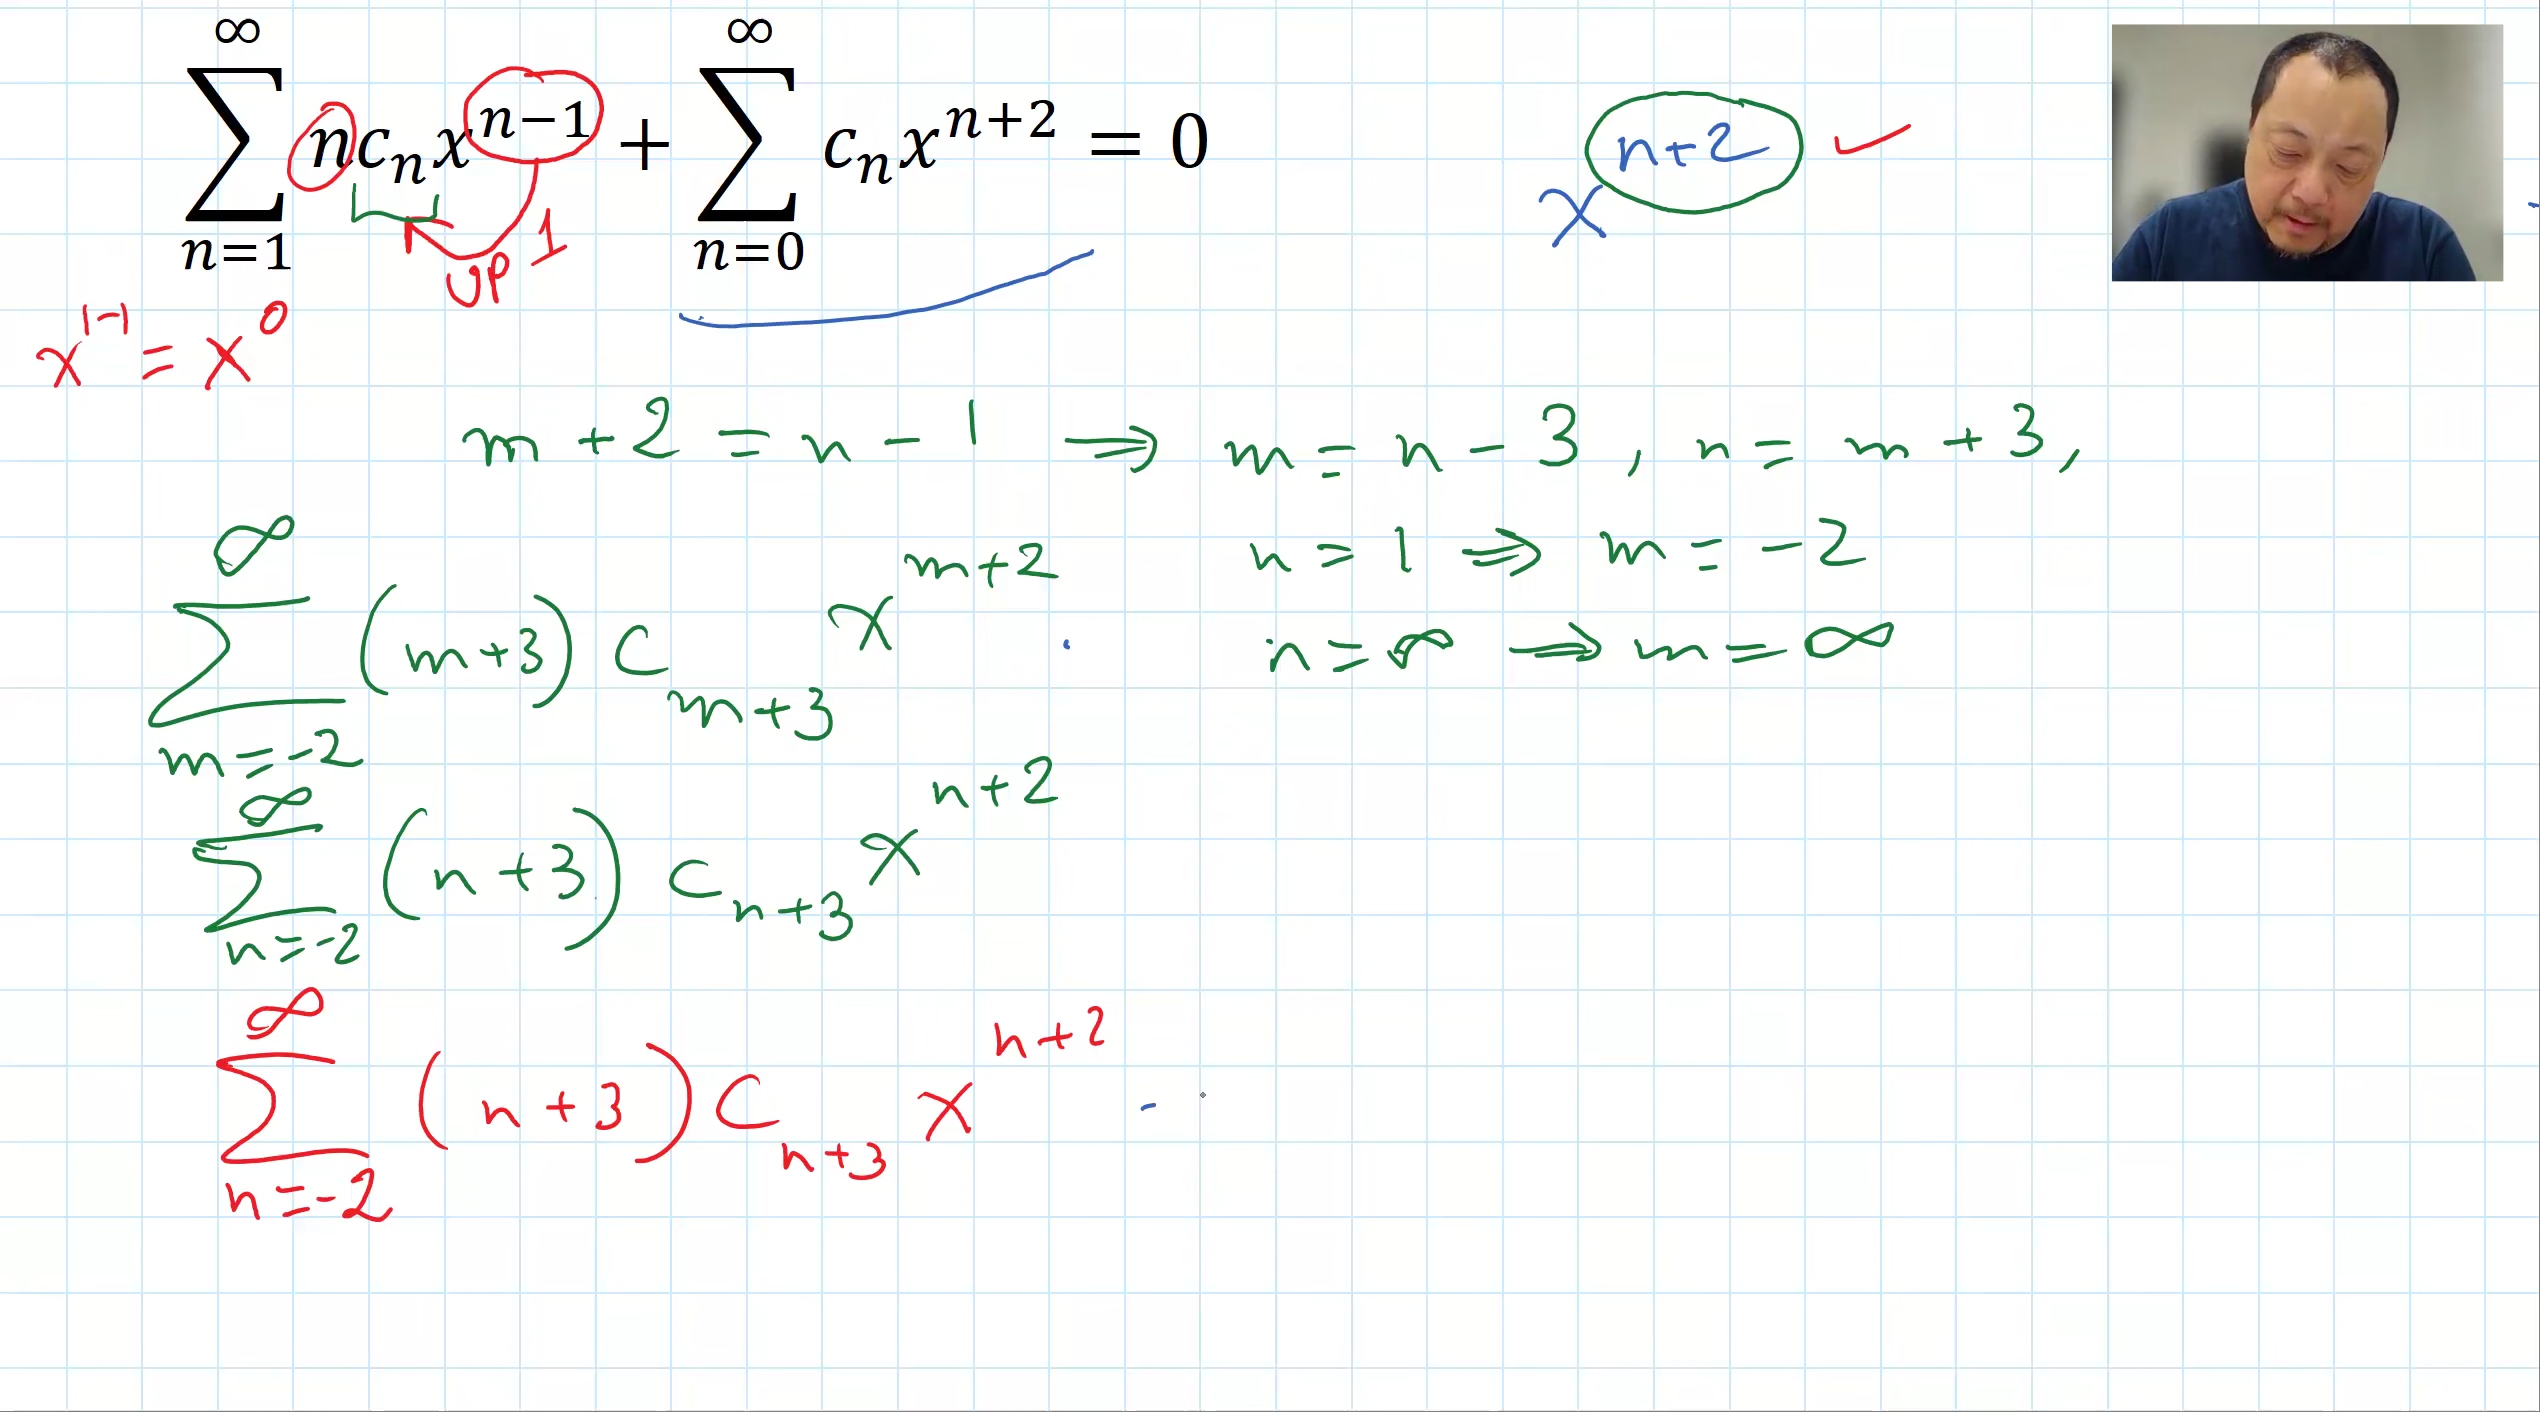 ∑_{n=1}^{∞} nc_n x^{n−1} + ∑_{n=0}^{∞} c_n x^{n+2} = 0
x^{n+2} ✓
UP 1
x^{1-1} = x^0
m + 2 = n - 1 ⟹ m = n - 3 , n = m + 3 ,
n = 1 ⟹ m = -2
∑_{m=-2}^{∞} (m+3) C_{m+3} x^{m+2}
n = ∞ ⟹ m = ∞
∑_{n=-2}^{∞} (n+3) C_{n+3} x^{n+2}
∑_{n=-2}^{∞} (n+3) C_{n+3} x^{n+2} -